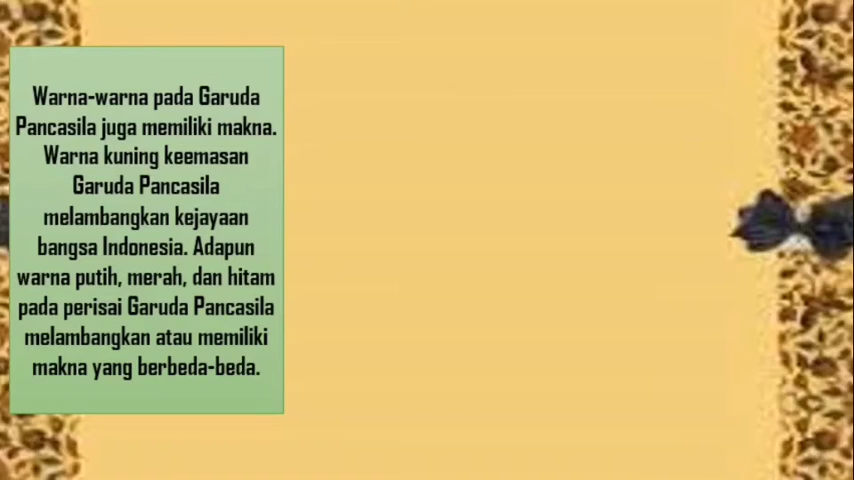 Warna-warna pada Garuda
Pancasila juga memiliki makna.
Warna kuning keemasan
Garuda Pancasila
melambangkan kejayaan
bangsa Indonesia. Adapun
warna putih, merah, dan hitam
pada perisai Garuda Pancasila
melambangkan atau memiliki
makna yang berbeda-beda.